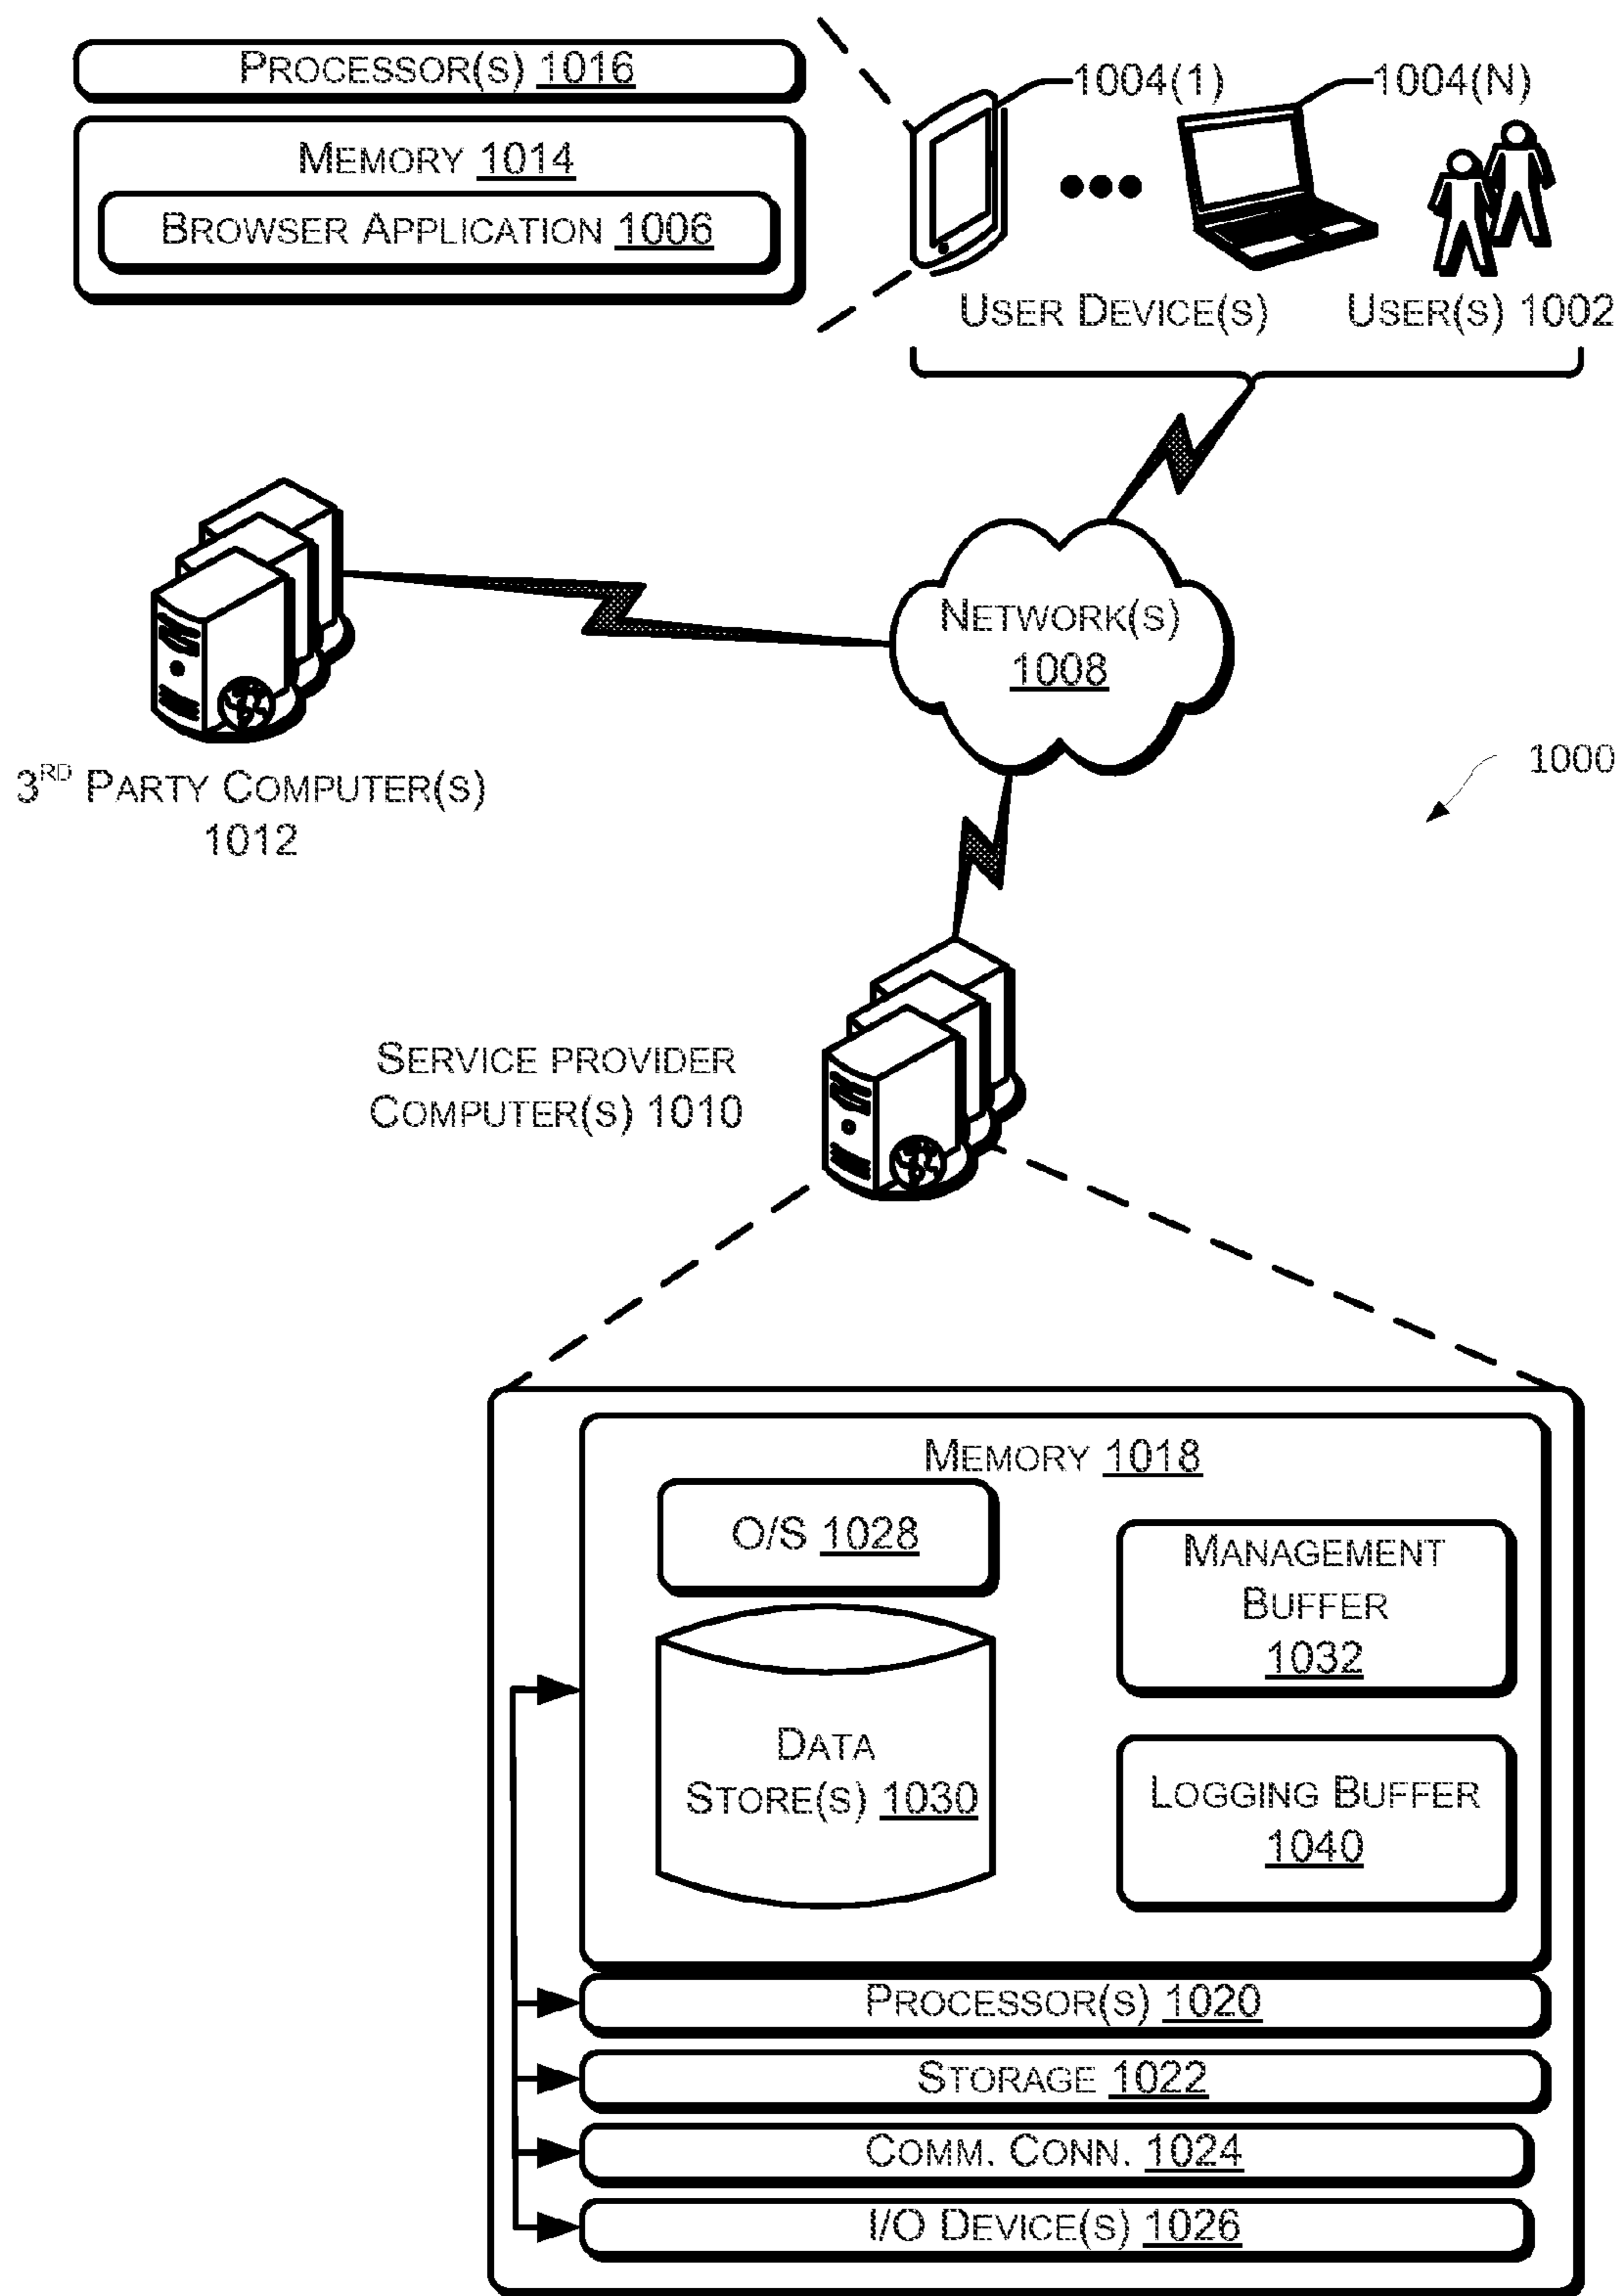 PROCESSOR(S) 1016
MEMORY 1014
BROWSER APPLICATION 1006
1004(1)
1004(N)
USER DEVICE(S)
USER(S) 1002
NETWORK(S)
1008
3RD PARTY COMPUTER(S)
1012
1000
SERVICE PROVIDER
COMPUTER(S) 1010
MEMORY 1018
O/S 1028
MANAGEMENT
BUFFER
1032
DATA
STORE(S) 1030
LOGGING BUFFER
1040
PROCESSOR(S) 1020
STORAGE 1022
COMM. CONN. 1024
I/O DEVICE(S) 1026